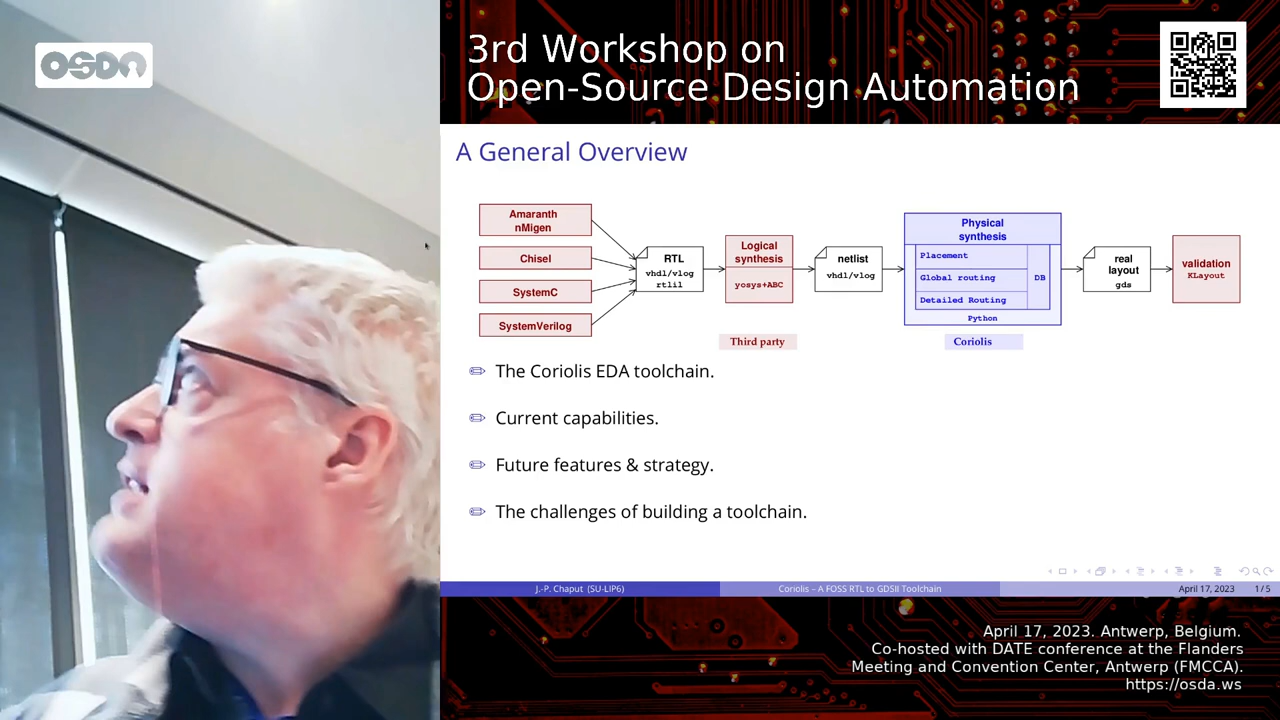 OSDA
3rd Workshop on
Open-Source Design Automation
A General Overview
Amaranth
nMigen
Chisel
SystemC
SystemVerilog
RTL
vhdl/vlog
rtlil
Logical
synthesis
yosys+ABC
netlist
vhdl/vlog
Physical
synthesis
Placement
Global routing
Detailed Routing
DB
Python
real
layout
gds
validation
KLayout
Third party
Coriolis
The Coriolis EDA toolchain.
Current capabilities.
Future features & strategy.
The challenges of building a toolchain.
J.-P. Chaput (SU-LIP6)
Coriolis – A FOSS RTL to GDSII Toolchain
April 17, 2023
1 / 5
April 17, 2023. Antwerp, Belgium.
Co-hosted with DATE conference at the Flanders
Meeting and Convention Center, Antwerp (FMCCA).
https://osda.ws